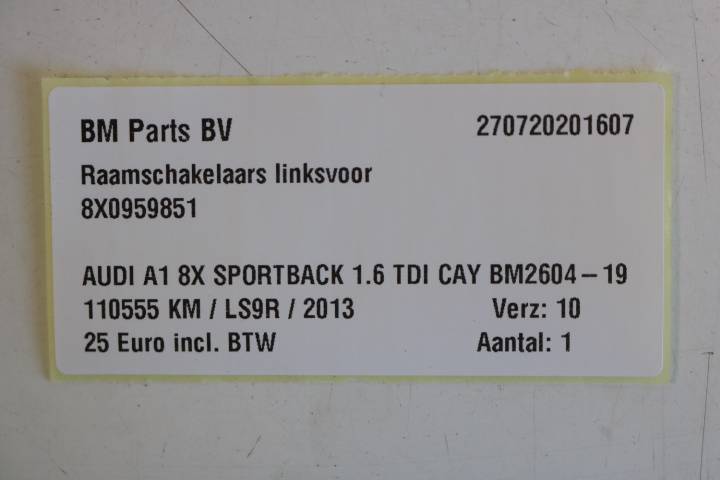 BM Parts BV 270720201607
Raamschakelaars linksvoor
8X0959851
AUDI A1 8X SPORTBACK 1.6 TDI CAY BM2604 – 19
110555 KM / LS9R / 2013 Verz: 10
25 Euro incl. BTW Aantal: 1